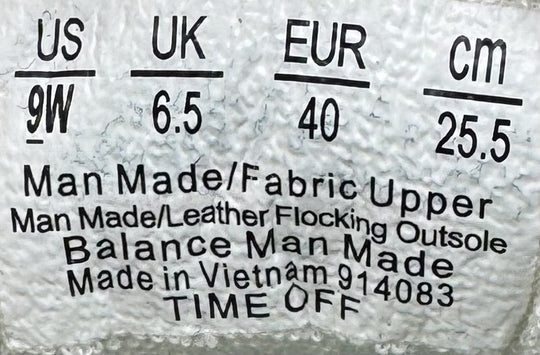 US UK EUR cm
9W 6.5 40 25.5
Man Made/Fabric Upper
Man Made/Leather Flocking Outsole
Balance Man Made
Made in Vietnam 914083
TIME OFF